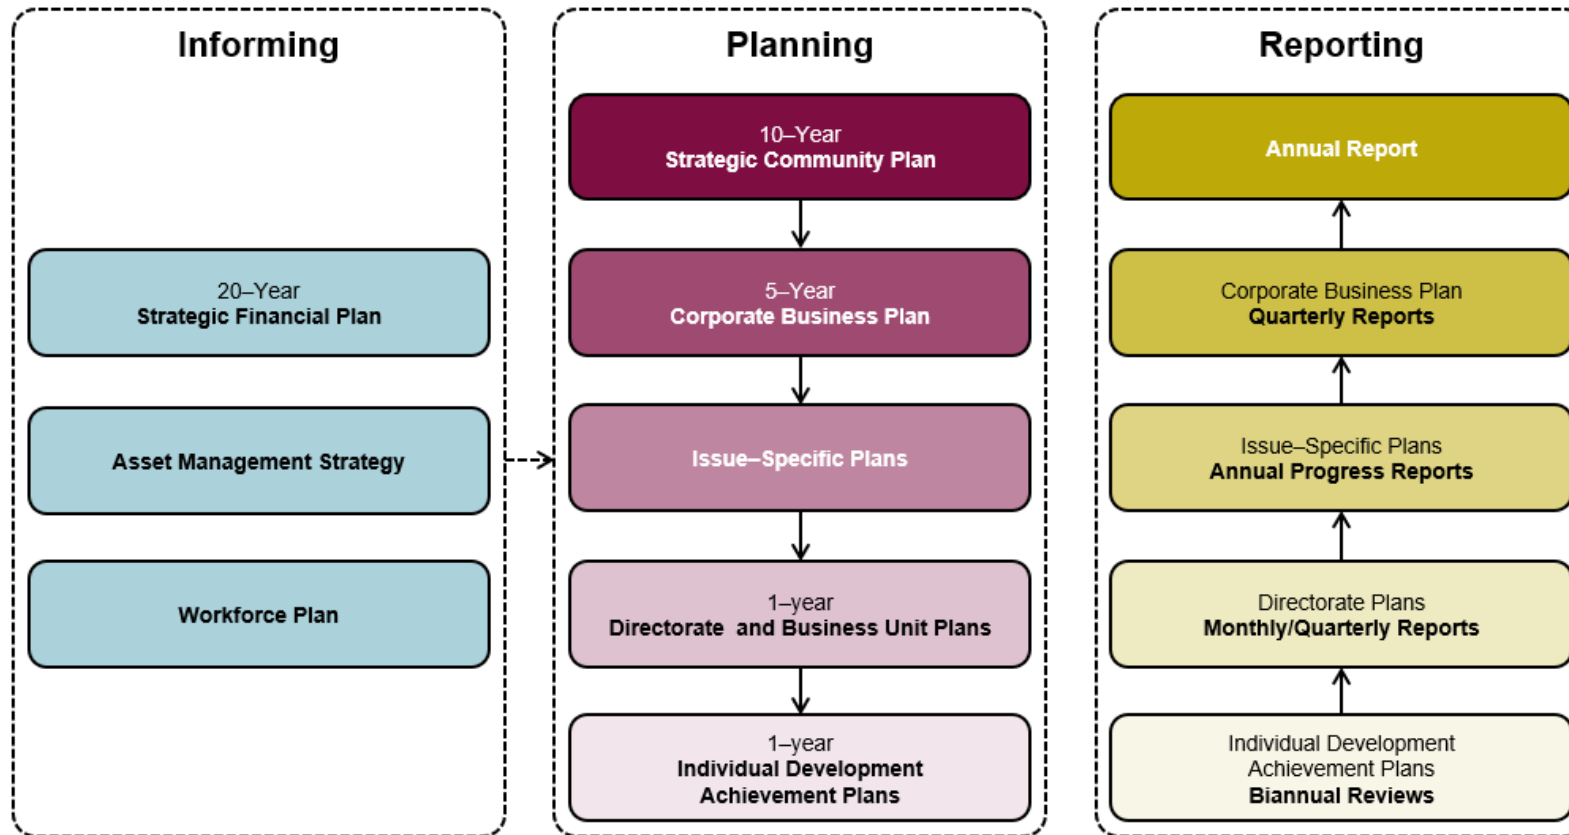 Informing
20–Year
Strategic Financial Plan
Asset Management Strategy
Workforce Plan
Planning
10–Year
Strategic Community Plan
5–Year
Corporate Business Plan
Issue–Specific Plans
1–year
Directorate and Business Unit Plans
1–year
Individual Development
Achievement Plans
Reporting
Annual Report
Corporate Business Plan
Quarterly Reports
Issue–Specific Plans
Annual Progress Reports
Directorate Plans
Monthly/Quarterly Reports
Individual Development
Achievement Plans
Biannual Reviews